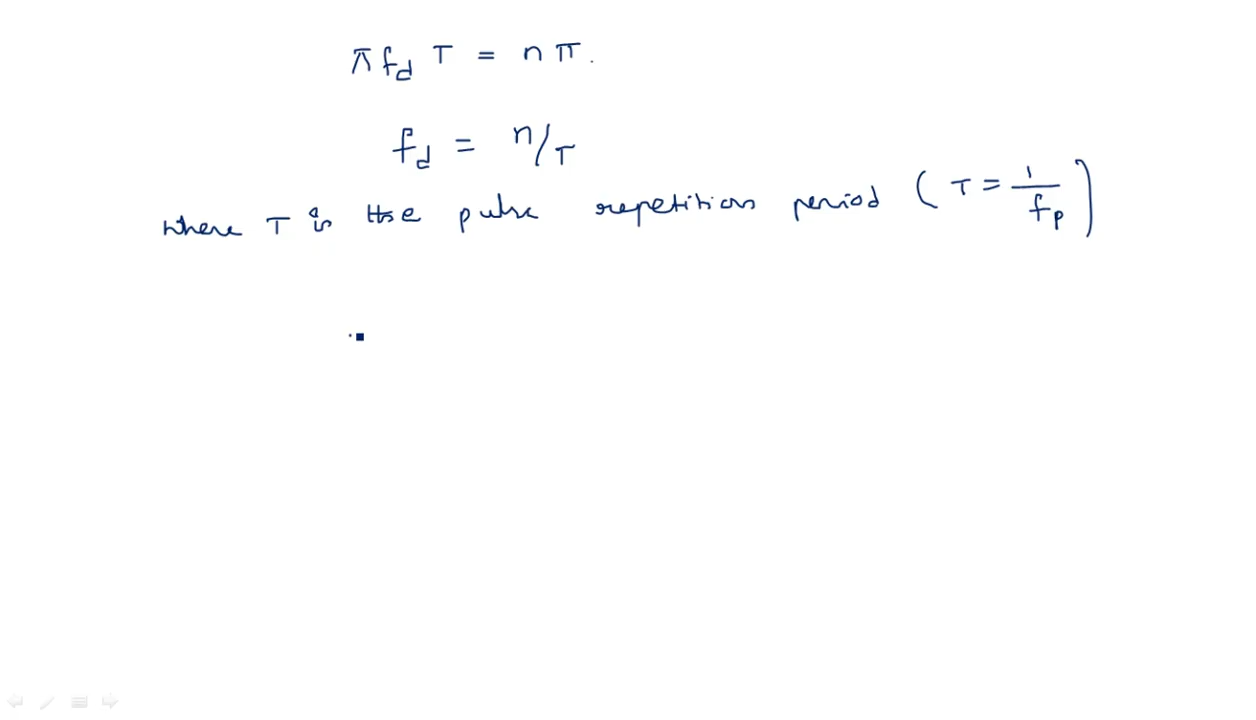 π f_d T = n π.
f_d = n/T
where T is the pulse repetition period (T = 1/f_p)